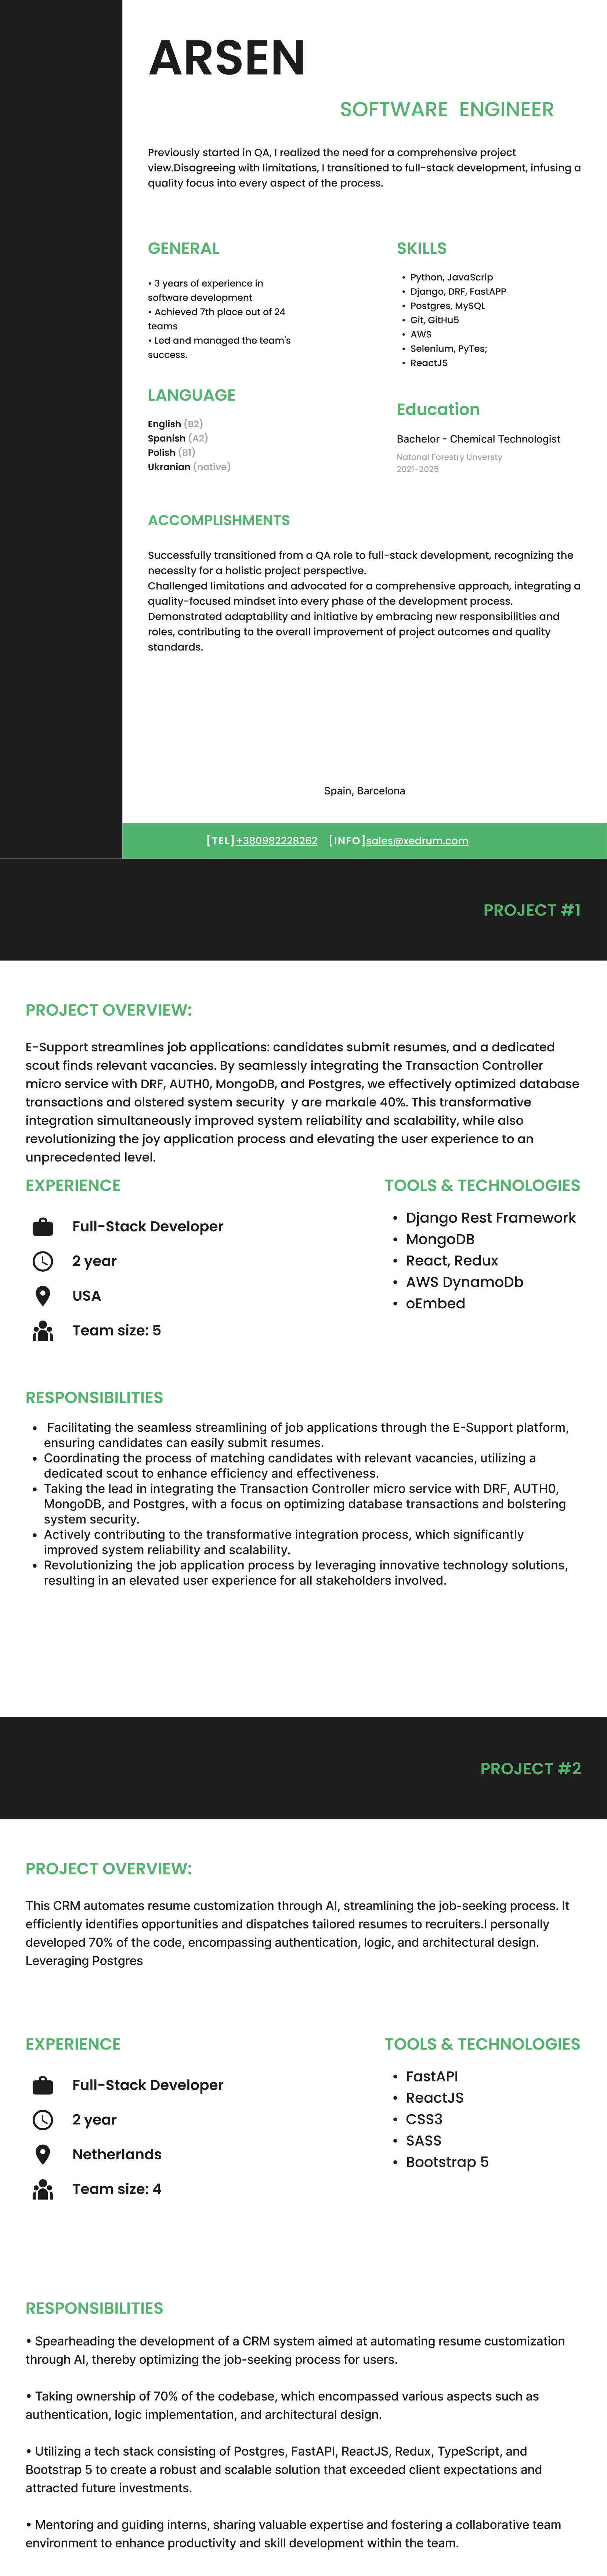 ARSEN
SOFTWARE ENGINEER
Previously started in QA, I realized the need for a comprehensive project
view.Disagreeing with limitations, I transitioned to full-stack development, infusing a
quality focus into every aspect of the process.
GENERAL
• 3 years of experience in
software development
• Achieved 7th place out of 24
teams
• Led and managed the team's
success.
LANGUAGE
English (B2)
Spanish (A2)
Polish (B1)
Ukranian (native)
SKILLS
• Python, JavaScrip
• Django, DRF, FastAPP
• Postgres, MySQL
• Git, GitHu5
• AWS
• Selenium, PyTes;
• ReactJS
Education
Bachelor - Chemical Technologist
Natonal Forestry Unversty
2021-2025
ACCOMPLISHMENTS
Successfully transitioned from a QA role to full-stack development, recognizing the
necessity for a holistic project perspective.
Challenged limitations and advocated for a comprehensive approach, integrating a
quality-focused mindset into every phase of the development process.
Demonstrated adaptability and initiative by embracing new responsibilities and
roles, contributing to the overall improvement of project outcomes and quality
standards.
Spain, Barcelona
[TEL]+380982228262 [INFO]sales@xedrum.com
PROJECT #1
PROJECT OVERVIEW:
E-Support streamlines job applications: candidates submit resumes, and a dedicated
scout finds relevant vacancies. By seamlessly integrating the Transaction Controller
micro service with DRF, AUTH0, MongoDB, and Postgres, we effectively optimized database
transactions and olstered system security y are markale 40%. This transformative
integration simultaneously improved system reliability and scalability, while also
revolutionizing the joy application process and elevating the user experience to an
unprecedented level.
EXPERIENCE
Full-Stack Developer
2 year
USA
Team size: 5
TOOLS & TECHNOLOGIES
• Django Rest Framework
• MongoDB
• React, Redux
• AWS DynamoDb
• oEmbed
RESPONSIBILITIES
• Facilitating the seamless streamlining of job applications through the E-Support platform,
ensuring candidates can easily submit resumes.
• Coordinating the process of matching candidates with relevant vacancies, utilizing a
dedicated scout to enhance efficiency and effectiveness.
• Taking the lead in integrating the Transaction Controller micro service with DRF, AUTH0,
MongoDB, and Postgres, with a focus on optimizing database transactions and bolstering
system security.
• Actively contributing to the transformative integration process, which significantly
improved system reliability and scalability.
• Revolutionizing the job application process by leveraging innovative technology solutions,
resulting in an elevated user experience for all stakeholders involved.
PROJECT #2
PROJECT OVERVIEW:
This CRM automates resume customization through AI, streamlining the job-seeking process. It
efficiently identifies opportunities and dispatches tailored resumes to recruiters.I personally
developed 70% of the code, encompassing authentication, logic, and architectural design.
Leveraging Postgres
EXPERIENCE
Full-Stack Developer
2 year
Netherlands
Team size: 4
TOOLS & TECHNOLOGIES
• FastAPI
• ReactJS
• CSS3
• SASS
• Bootstrap 5
RESPONSIBILITIES
• Spearheading the development of a CRM system aimed at automating resume customization
through AI, thereby optimizing the job-seeking process for users.
• Taking ownership of 70% of the codebase, which encompassed various aspects such as
authentication, logic implementation, and architectural design.
• Utilizing a tech stack consisting of Postgres, FastAPI, ReactJS, Redux, TypeScript, and
Bootstrap 5 to create a robust and scalable solution that exceeded client expectations and
attracted future investments.
• Mentoring and guiding interns, sharing valuable expertise and fostering a collaborative team
environment to enhance productivity and skill development within the team.